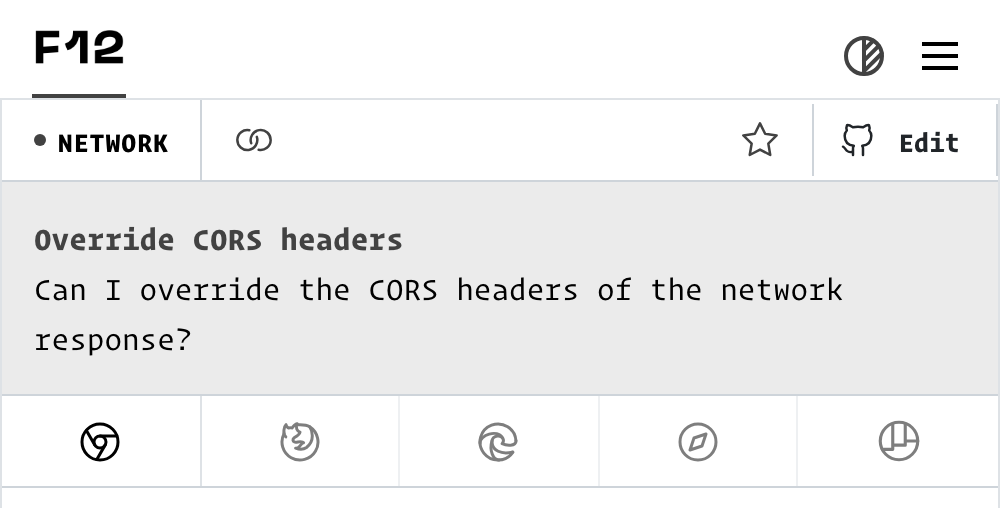 F12
NETWORK
Edit
Override CORS headers
Can I override the CORS headers of the network
response?